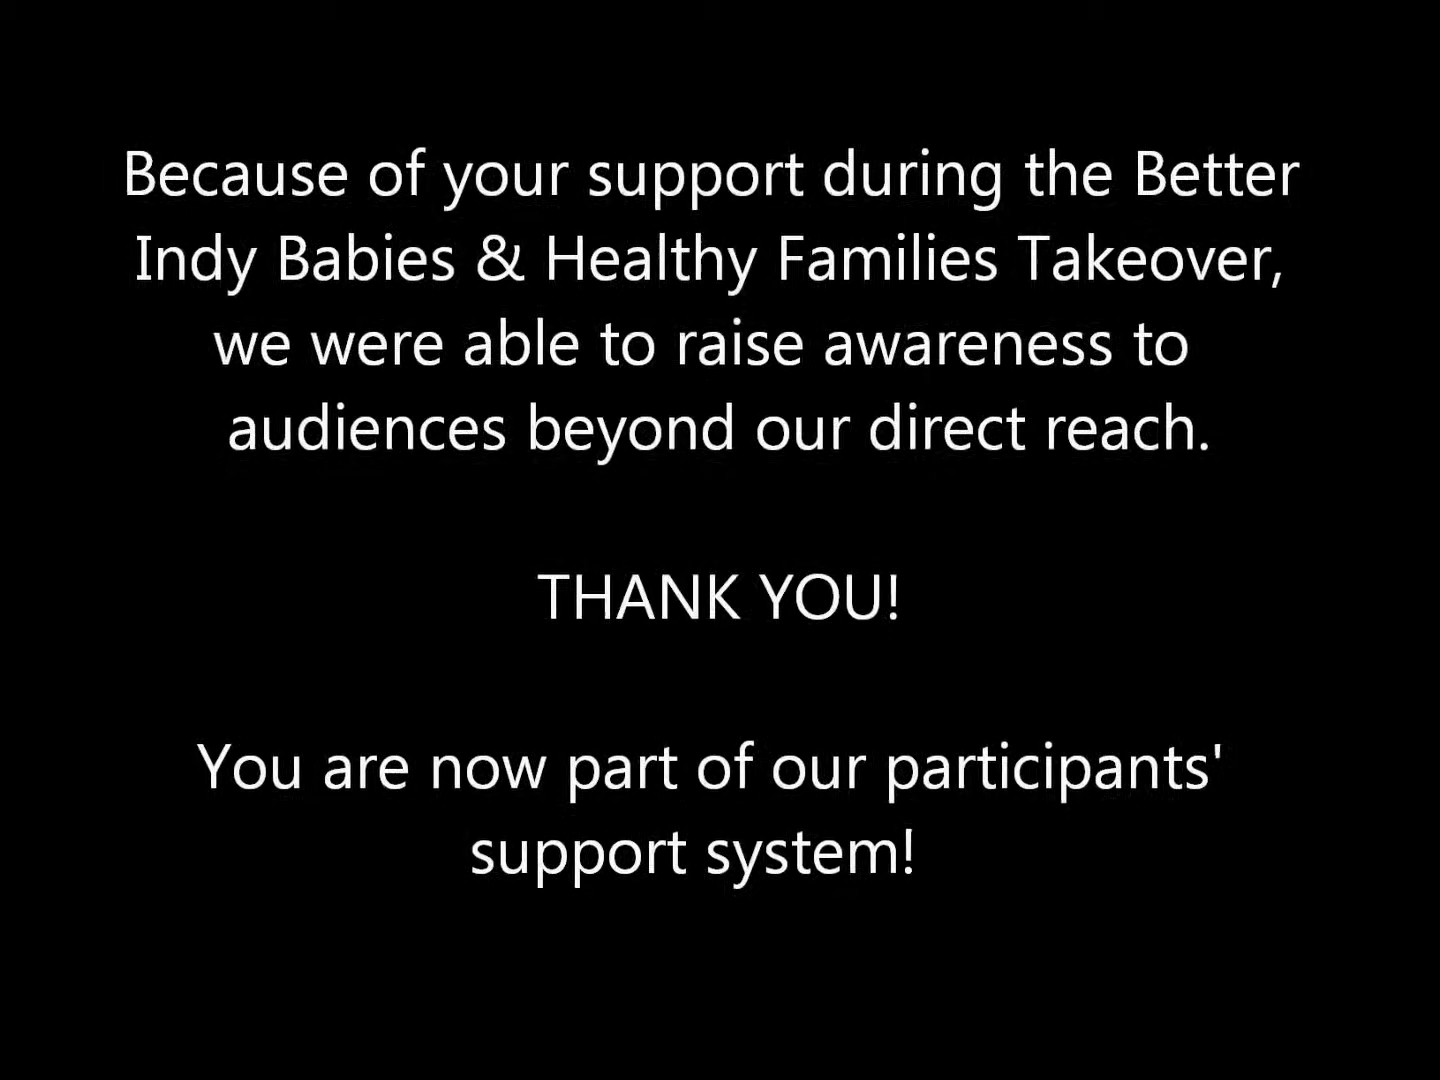 Because of your support during the Better
Indy Babies & Healthy Families Takeover,
we were able to raise awareness to
audiences beyond our direct reach.
THANK YOU!
You are now part of our participants'
support system!